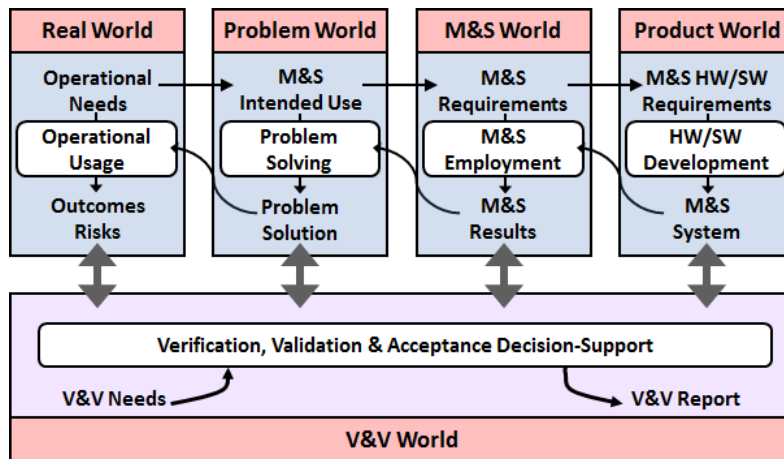 Real World
Operational
Needs
Operational
Usage
Outcomes
Risks
Problem World
M&S
Intended Use
Problem
Solving
Problem
Solution
M&S World
M&S
Requirements
M&S
Employment
M&S
Results
Product World
M&S HW/SW
Requirements
HW/SW
Development
M&S
System
Verification, Validation & Acceptance Decision-Support
V&V Needs
V&V Report
V&V World